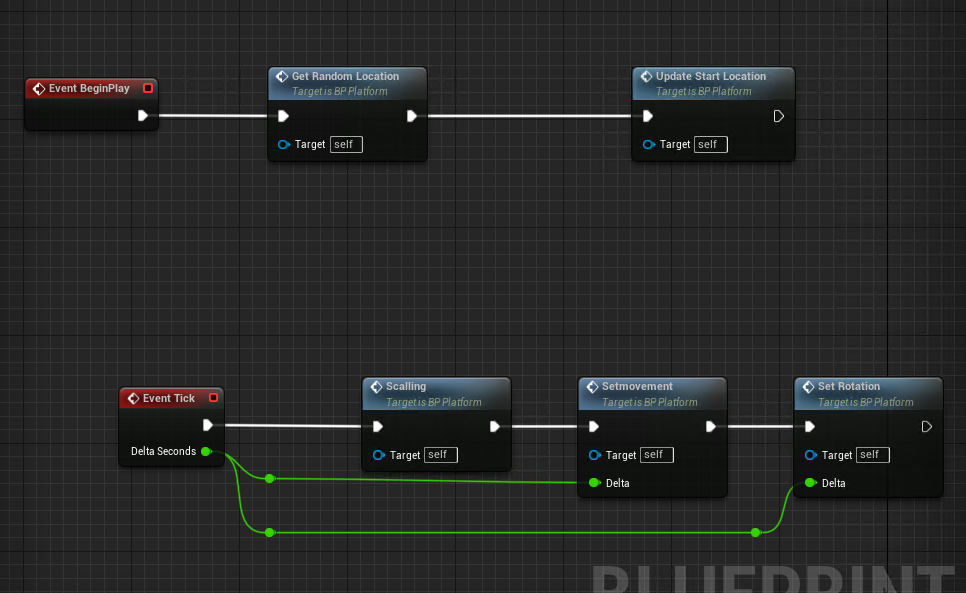 Event BeginPlay
Get Random Location
Target is BP Platform
Target self
Update Start Location
Target is BP Platform
Target self
Event Tick
Delta Seconds
Scalling
Target is BP Platform
Target self
Setmovement
Target is BP Platform
Target self
Delta
Set Rotation
Target is BP Platform
Target self
Delta
BLUEPRINT